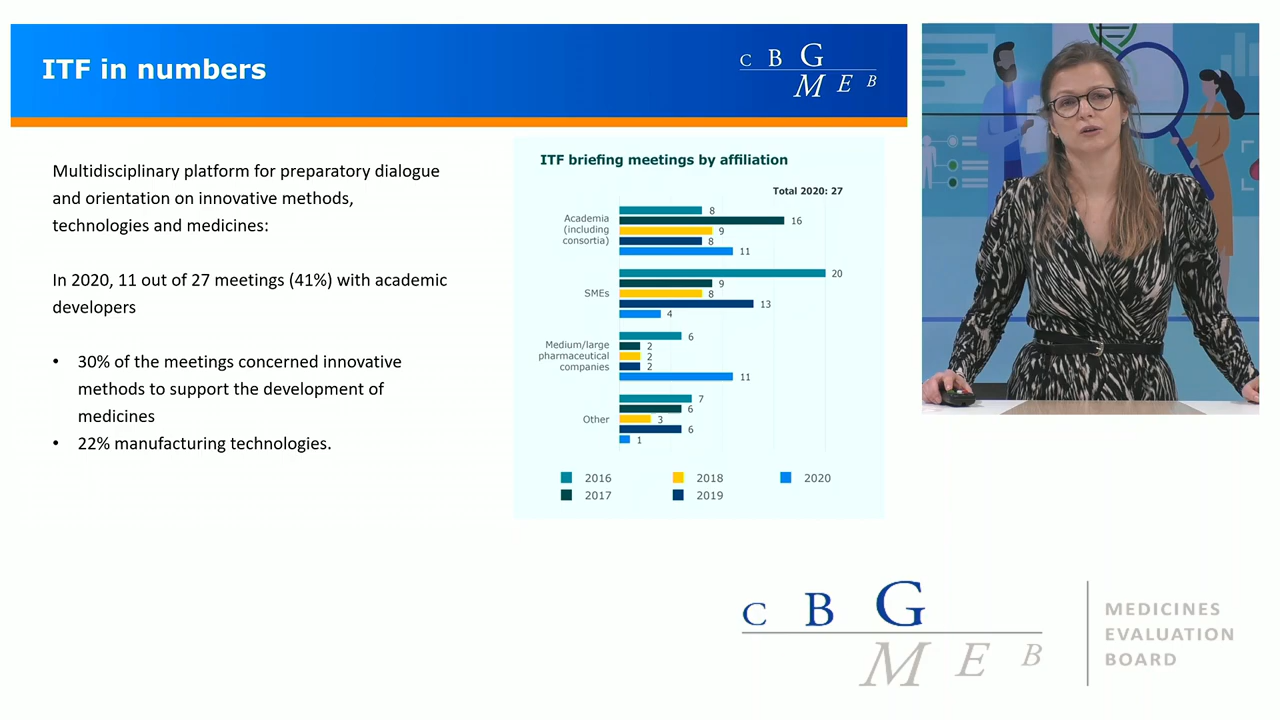 ITF in numbers
C B G
M E B
Multidisciplinary platform for preparatory dialogue
and orientation on innovative methods,
technologies and medicines:
In 2020, 11 out of 27 meetings (41%) with academic
developers
• 30% of the meetings concerned innovative
methods to support the development of
medicines
• 22% manufacturing technologies.
ITF briefing meetings by affiliation
Total 2020: 27
Academia
(including
consortia)
8
16
9
8
11
SMEs
20
9
8
13
4
Medium/large
pharmaceutical
companies
6
2
2
2
11
Other
7
6
3
6
1
2016
2018
2020
2017
2019
C B G
M E B
MEDICINES
EVALUATION
BOARD